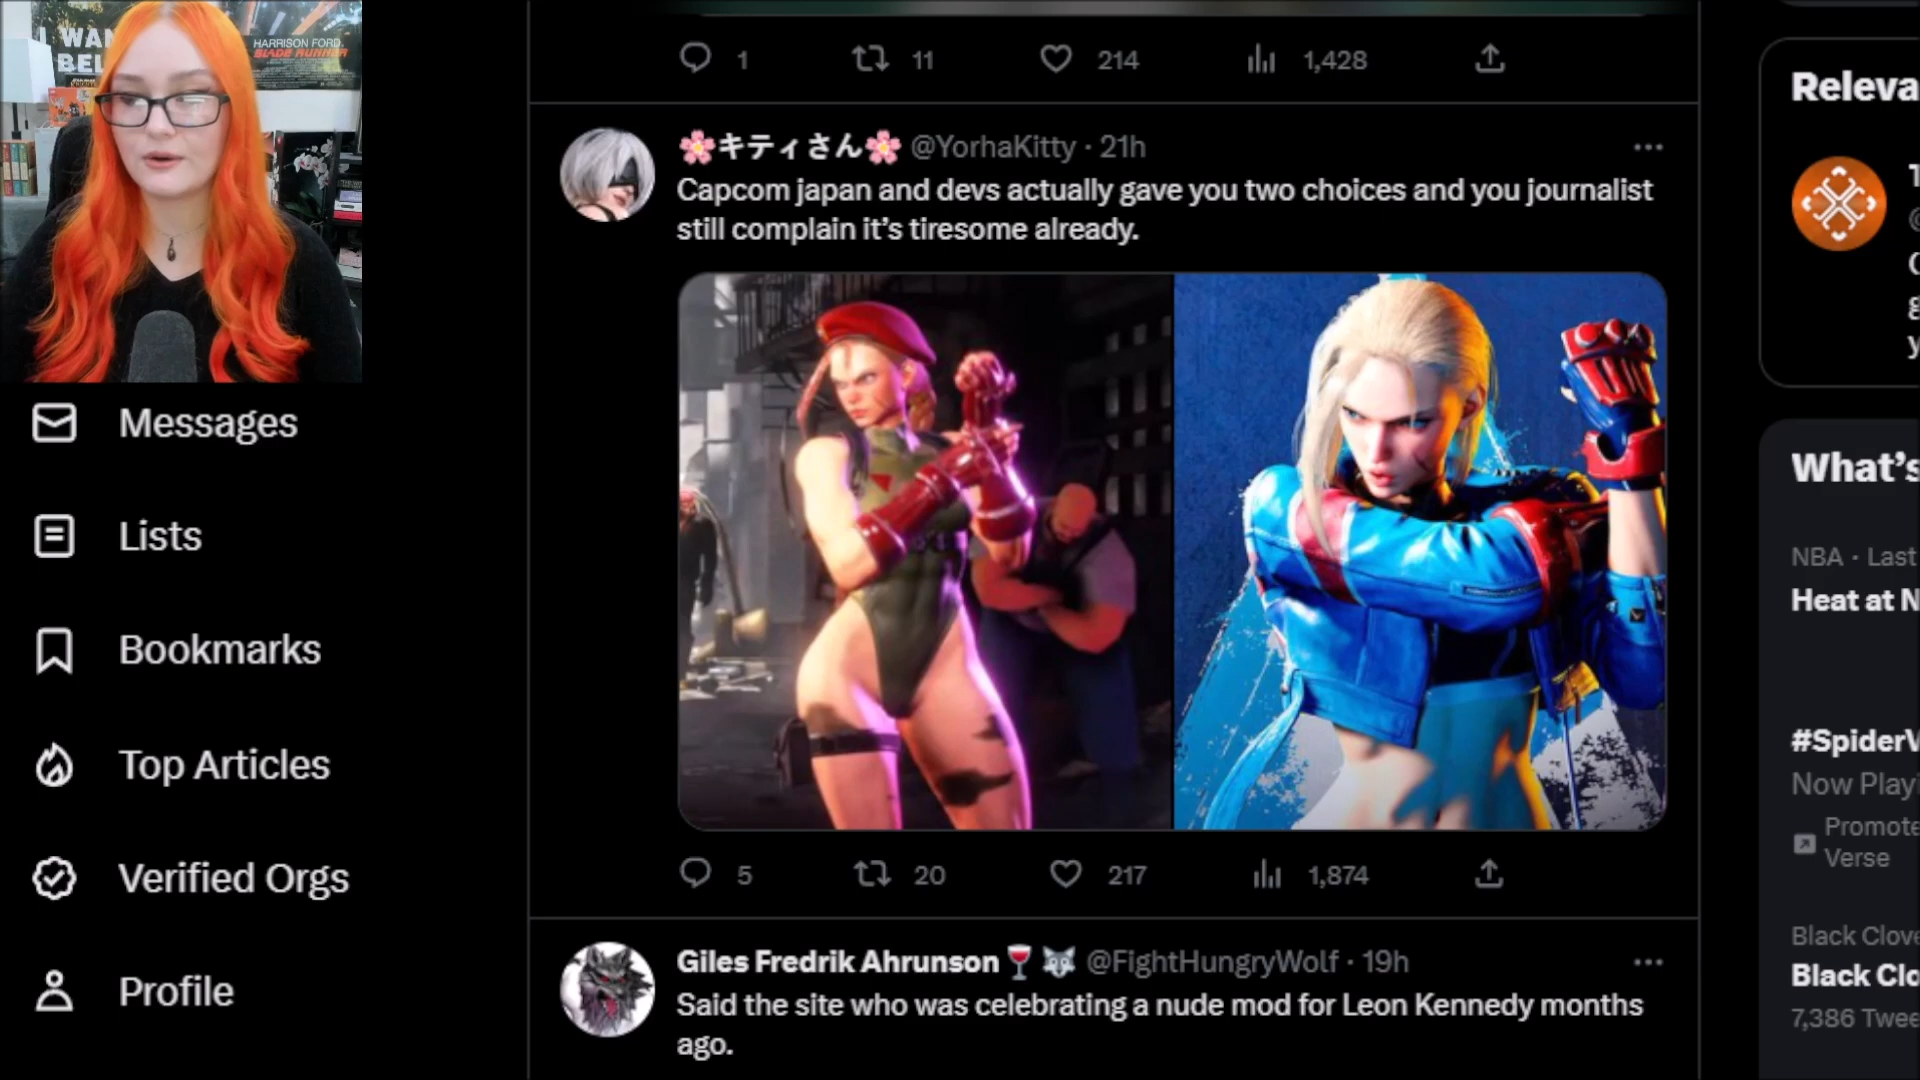 I WAN
BEL
HARRISON FORD.
BLADE RUNNER
Messages
Lists
Bookmarks
Top Articles
Verified Orgs
Profile
1 11 214 1,428
🌸キティさん🌸 @YorhaKitty · 21h
Capcom japan and devs actually gave you two choices and you journalist
still complain it’s tiresome already.
5 20 217 1,874
Giles Fredrik Ahrunson🍷🐺 @FightHungryWolf · 19h
Said the site who was celebrating a nude mod for Leon Kennedy months
ago.
Releva
What’s
NBA · Last
Heat at N
#SpiderV
Now Playi
Promote
Verse
Black Clove
Black Clo
7,386 Twee